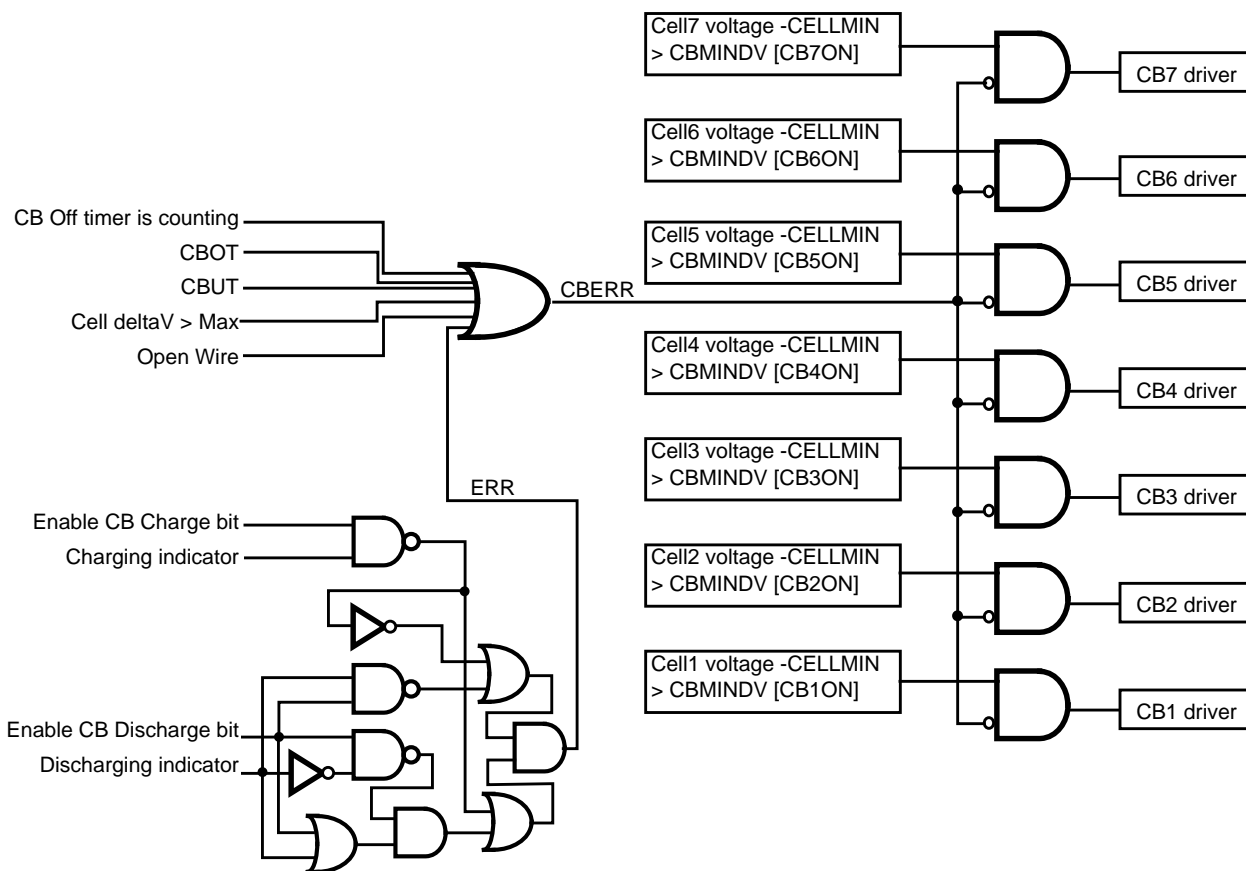 Cell7 voltage -CELLMIN
> CBMINDV [CB7ON]
CB7 driver
Cell6 voltage -CELLMIN
> CBMINDV [CB6ON]
CB6 driver
CB Off timer is counting
CBOT
CBUT
Cell deltaV > Max
Open Wire
CBERR
Cell5 voltage -CELLMIN
> CBMINDV [CB5ON]
CB5 driver
Cell4 voltage -CELLMIN
> CBMINDV [CB4ON]
CB4 driver
Cell3 voltage -CELLMIN
> CBMINDV [CB3ON]
CB3 driver
ERR
Enable CB Charge bit
Charging indicator
Cell2 voltage -CELLMIN
> CBMINDV [CB2ON]
CB2 driver
Cell1 voltage -CELLMIN
> CBMINDV [CB1ON]
CB1 driver
Enable CB Discharge bit
Discharging indicator